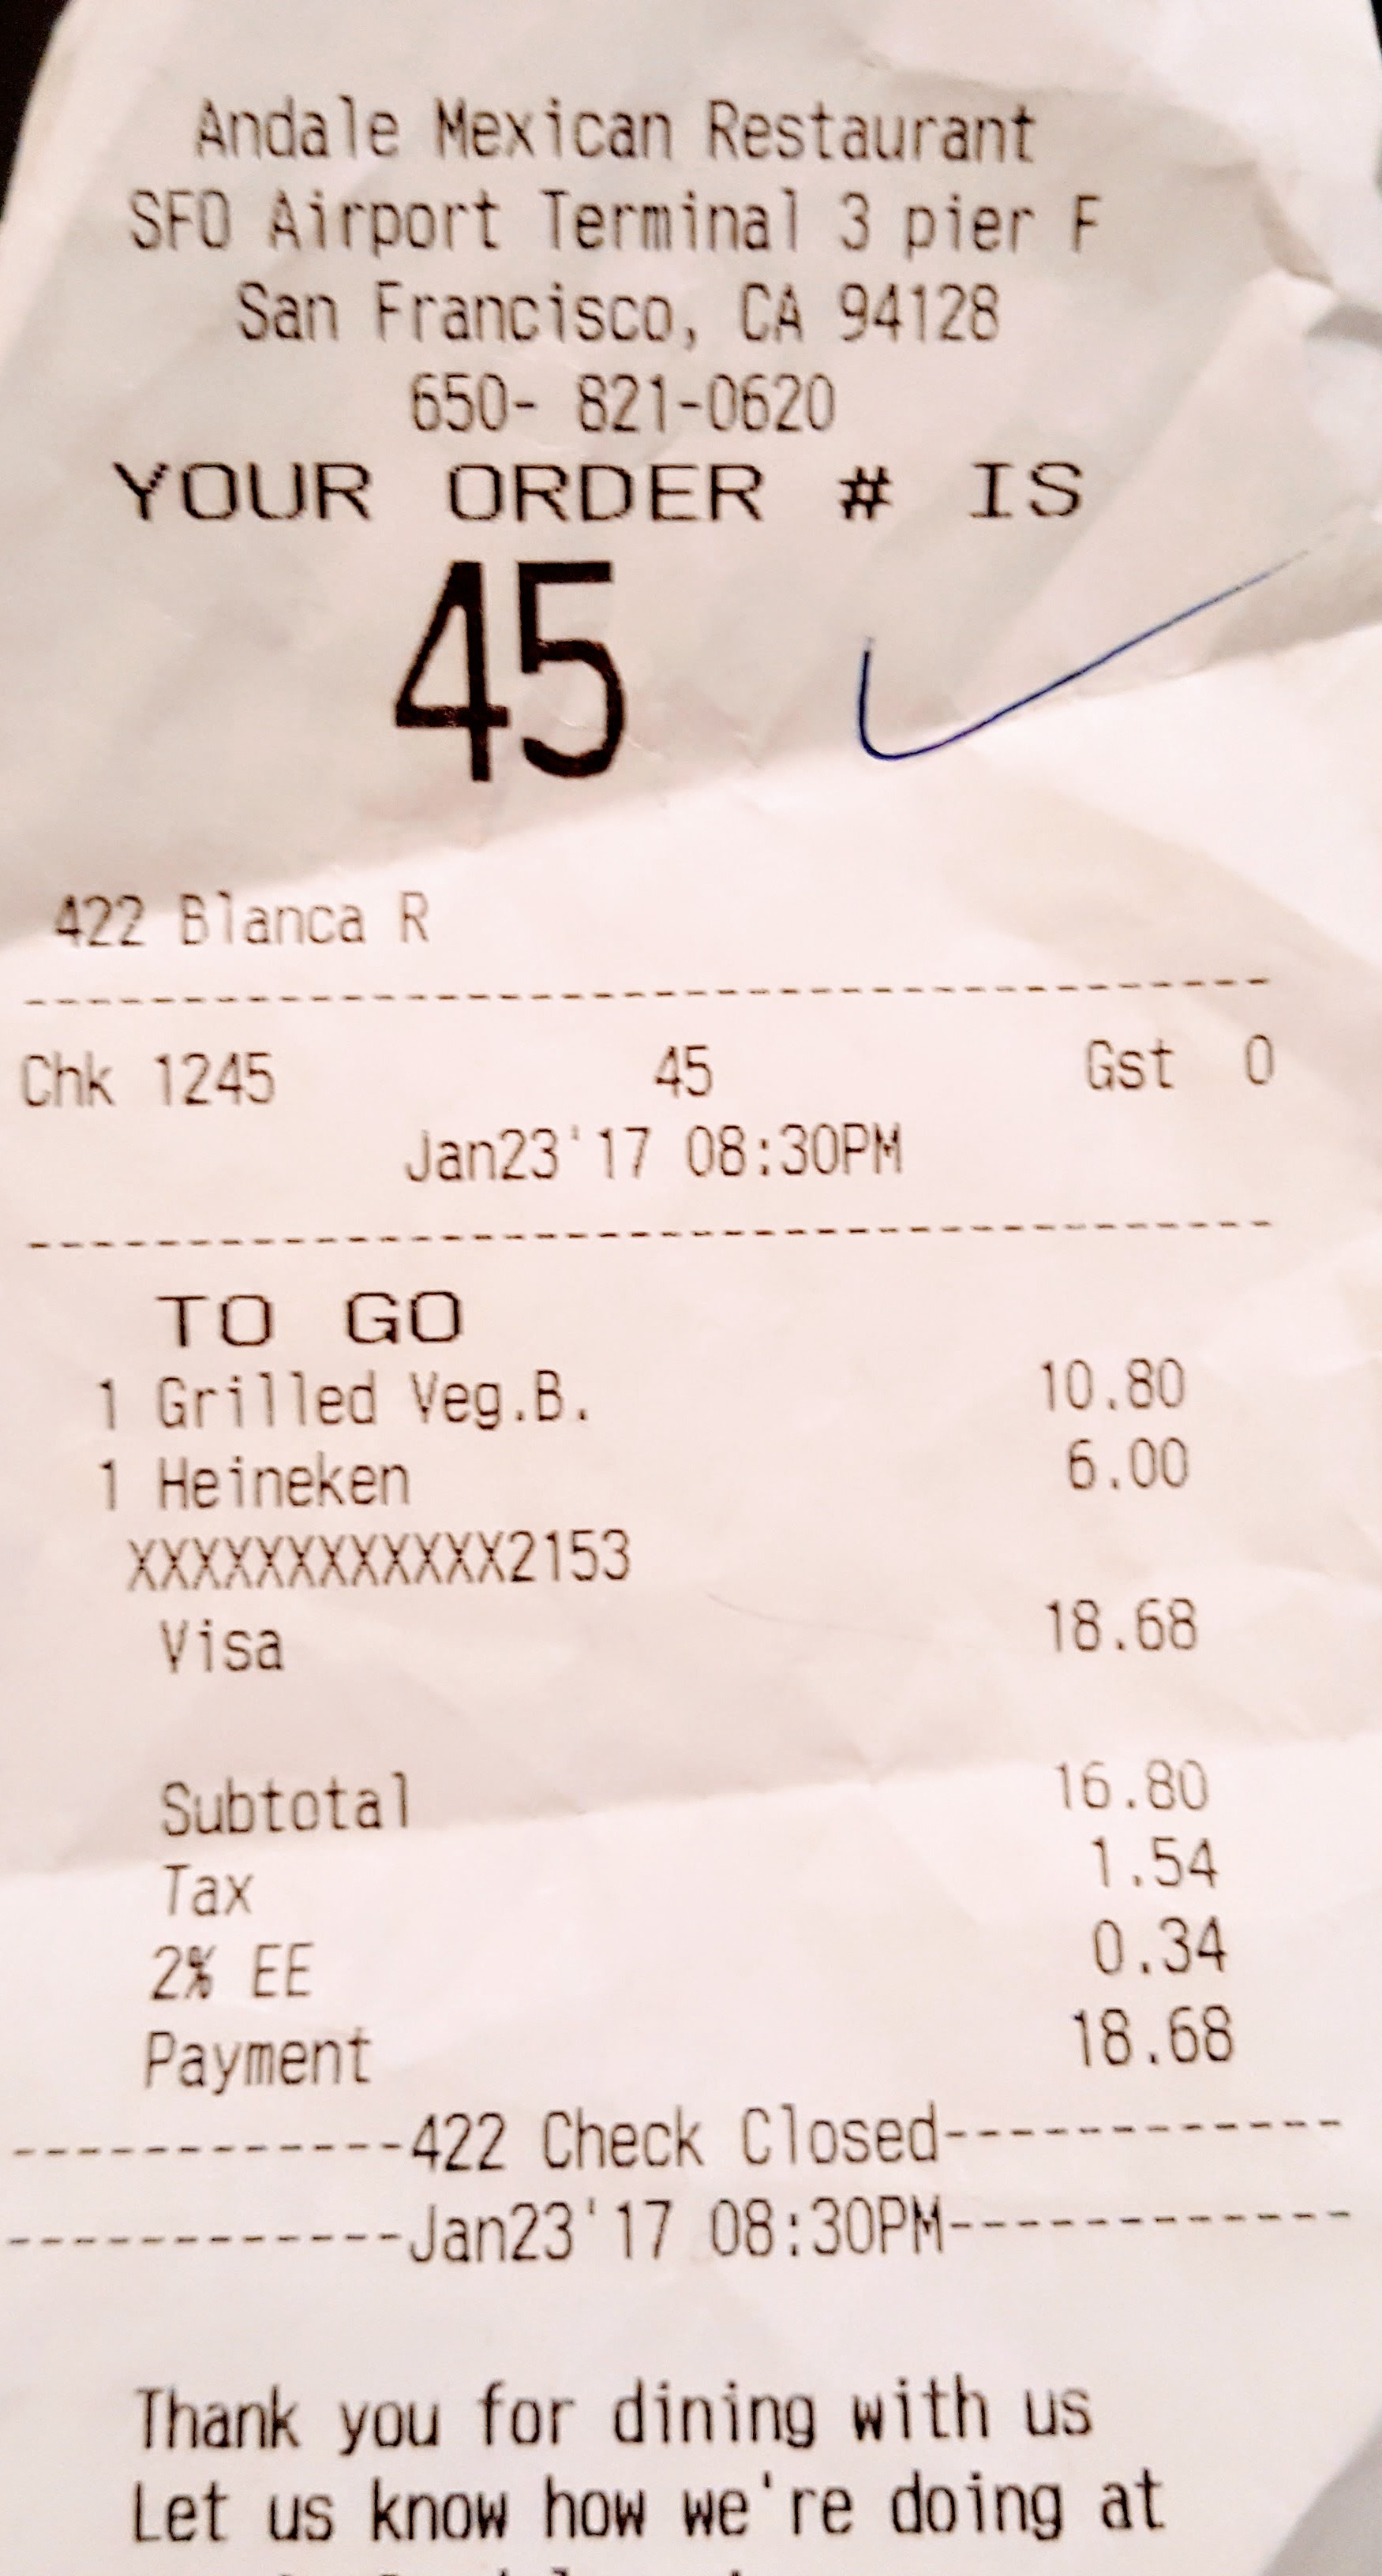 Andale Mexican Restaurant
SFO Airport Terminal 3 pier F
San Francisco, CA 94128
650- 821-0620
YOUR ORDER # IS
45
422 Blanca R
Chk 1245 45 Gst 0
Jan23'17 08:30PM
TO GO
1 Grilled Veg.B. 10.80
1 Heineken 6.00
XXXXXXXXXXXX2153
Visa 18.68
Subtotal 16.80
Tax 1.54
2% EE 0.34
Payment 18.68
------------422 Check Closed------------
------------Jan23'17 08:30PM------------
Thank you for dining with us
Let us know how we're doing at